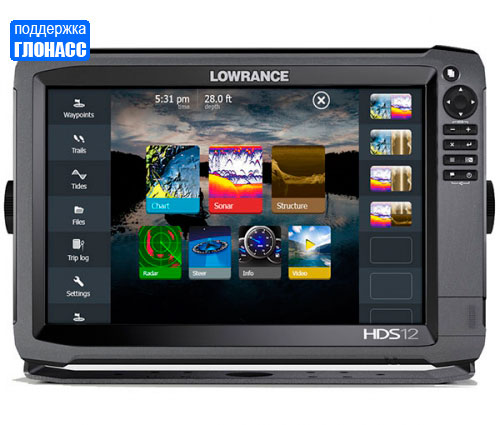 поддержка
ГЛОНАСС
LOWRANCE
5:31 pm
time
28.0 ft
depth
Waypoints
Trails
Tides
Files
Trip log
Settings
Chart
Sonar
Structure
Radar
Steer
Info
Video
HDS12